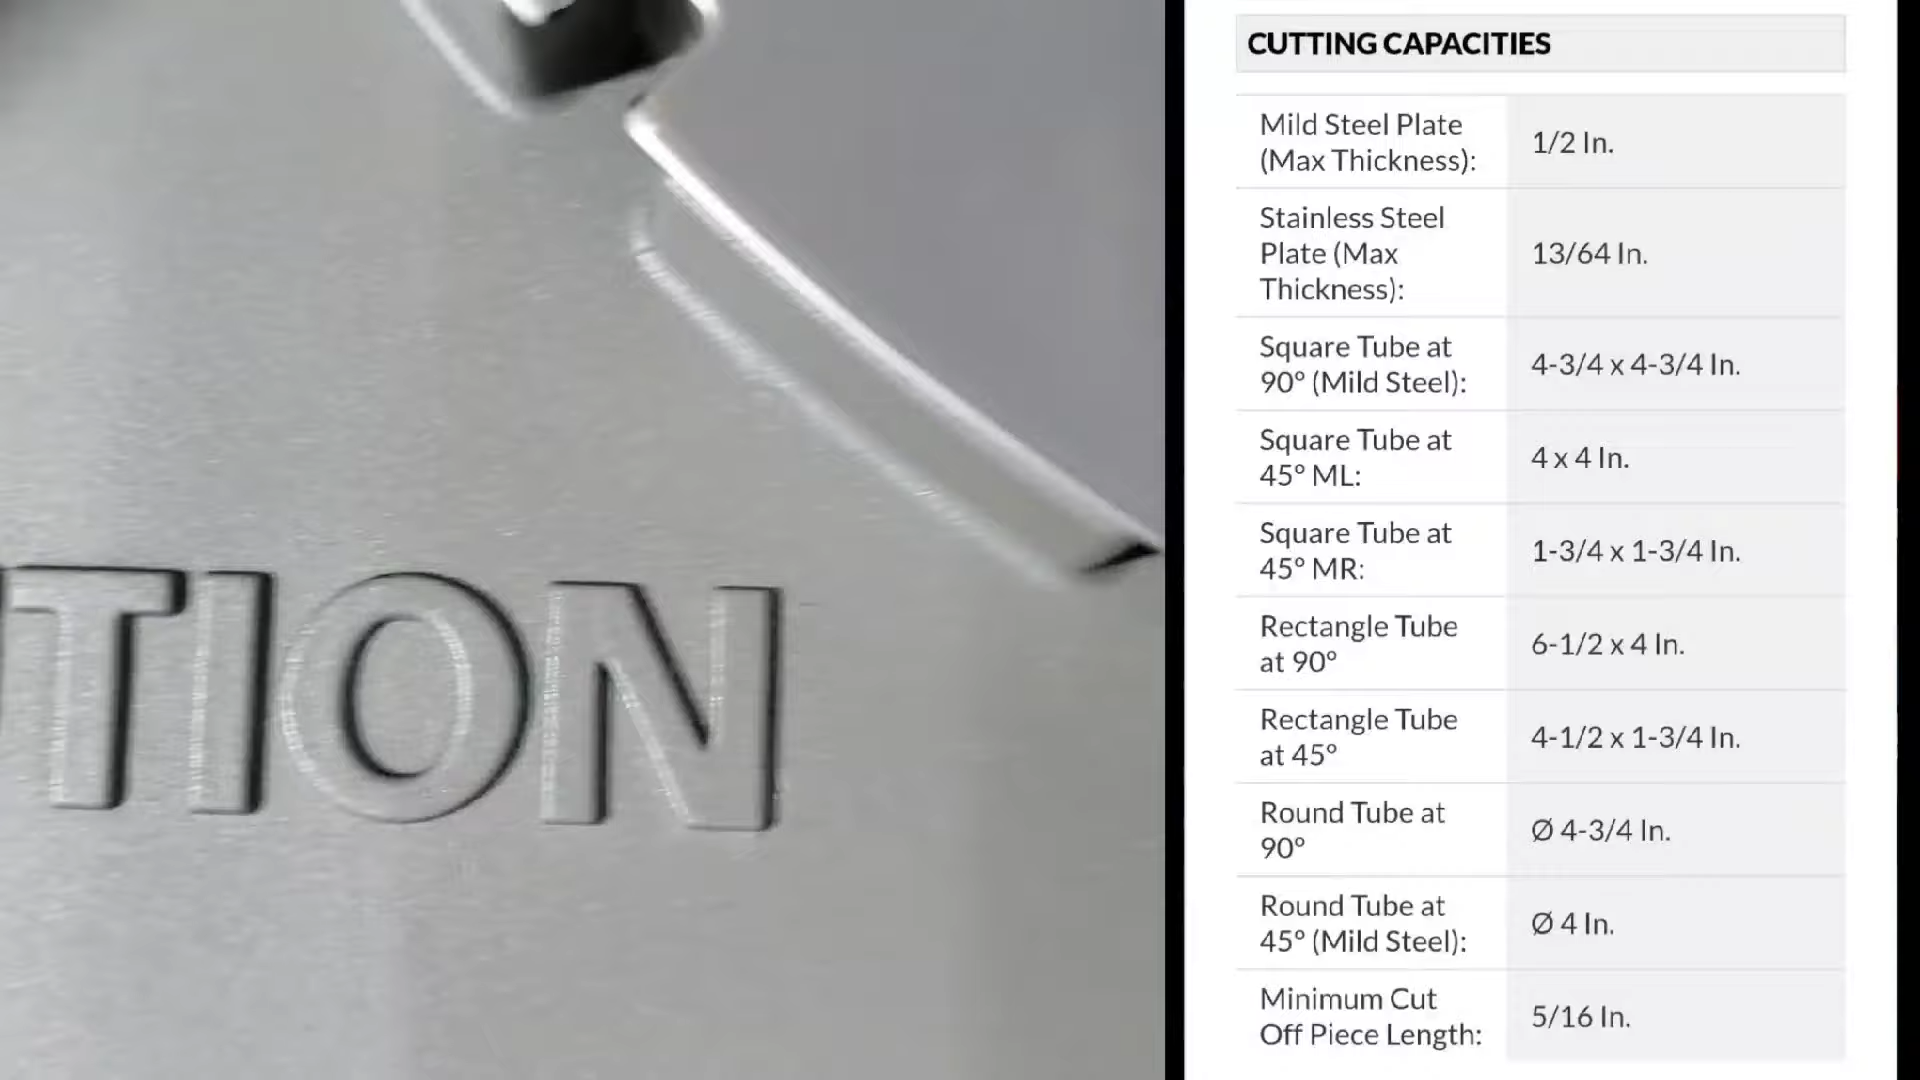 TION
CUTTING CAPACITIES
Mild Steel Plate
(Max Thickness):
1/2 In.
Stainless Steel
Plate (Max
Thickness):
13/64 In.
Square Tube at
90° (Mild Steel):
4-3/4 x 4-3/4 In.
Square Tube at
45° ML:
4 x 4 In.
Square Tube at
45° MR:
1-3/4 x 1-3/4 In.
Rectangle Tube
at 90°
6-1/2 x 4 In.
Rectangle Tube
at 45°
4-1/2 x 1-3/4 In.
Round Tube at
90°
Ø 4-3/4 In.
Round Tube at
45° (Mild Steel):
Ø 4 In.
Minimum Cut
Off Piece Length:
5/16 In.